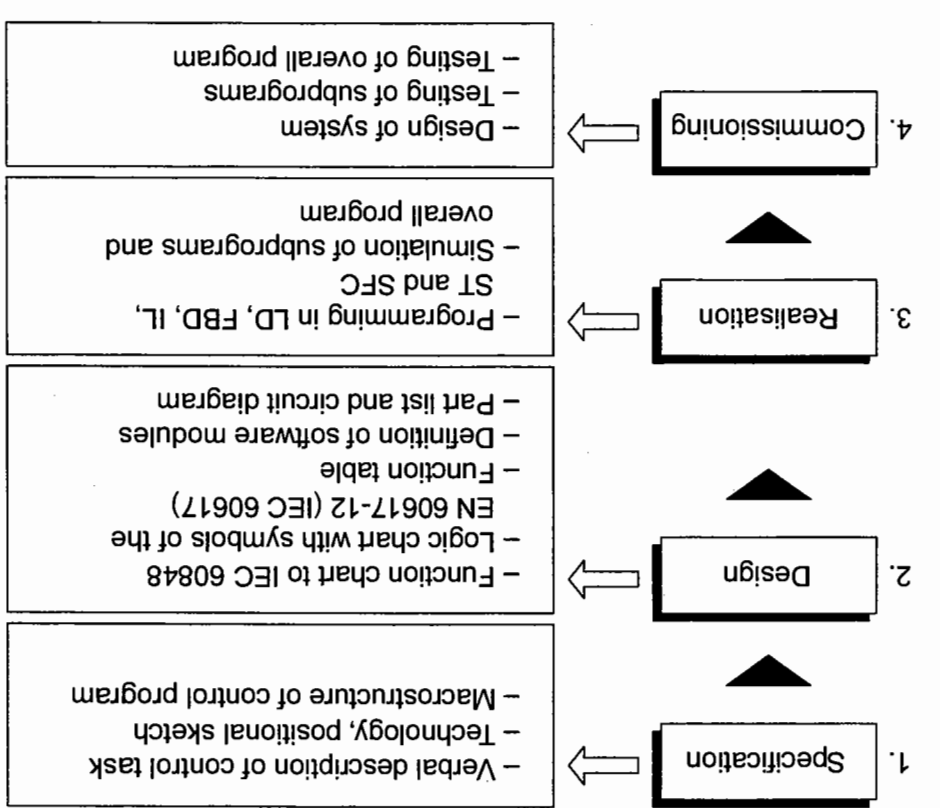 1.
Specification
– Verbal description of control task
– Technology, positional sketch
– Macrostructure of control program
2.
Design
– Function chart to IEC 60848
– Logic chart with symbols of the
EN 60617-12 (IEC 60617)
– Function table
– Definition of software modules
– Part list and circuit diagram
3.
Realisation
– Programming in LD, FBD, IL,
ST and SFC
– Simulation of subprograms and
overall program
4.
Commissioning
– Design of system
– Testing of subprograms
– Testing of overall program